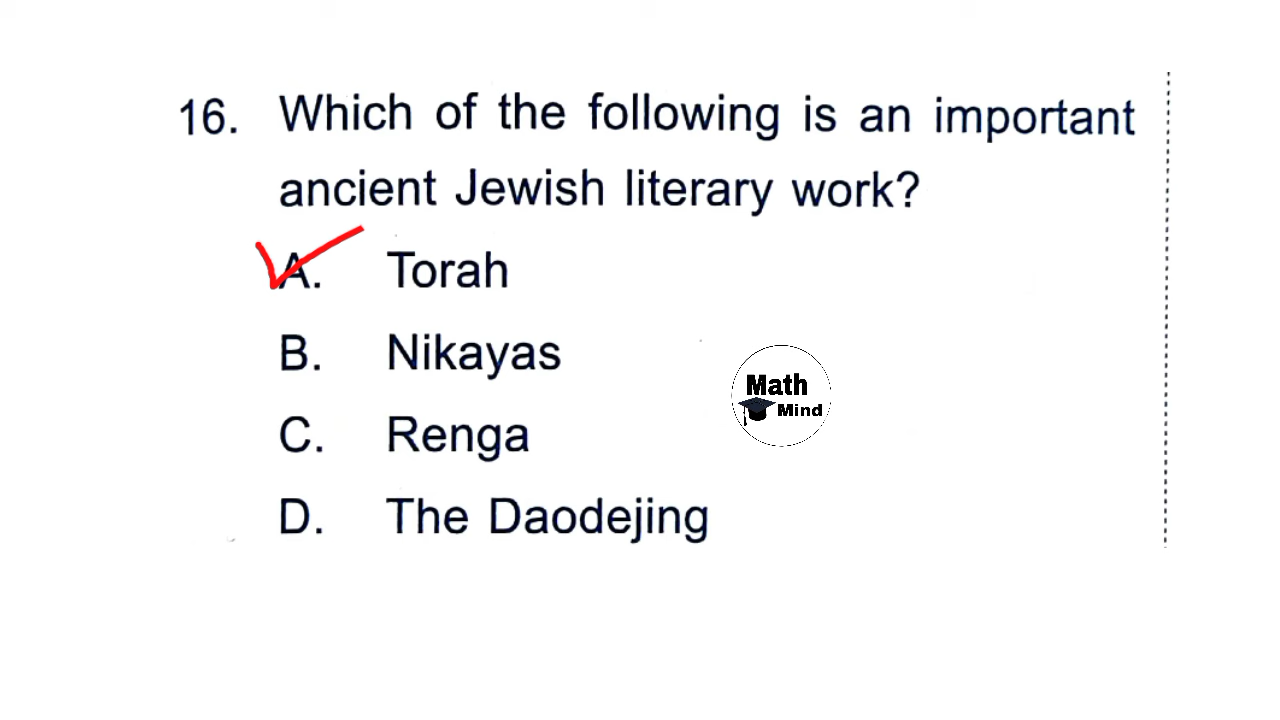 16. Which of the following is an important
ancient Jewish literary work?
A. Torah
B. Nikayas
Math
Mind
C. Renga
D. The Daodejing